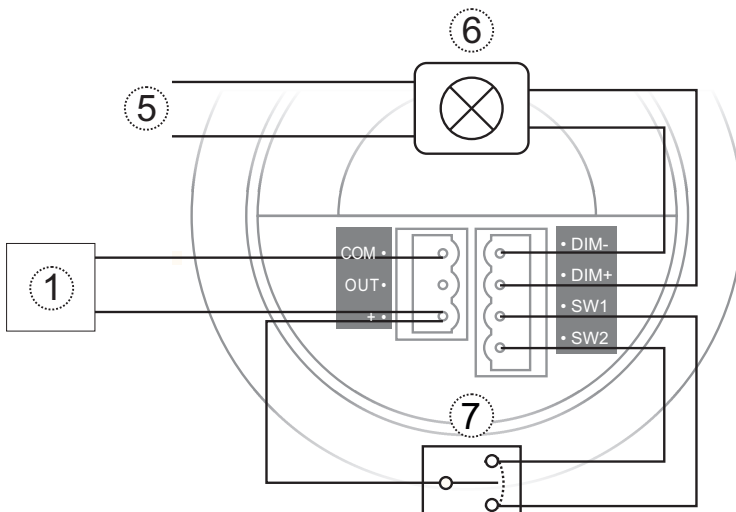 6
5
COM •
OUT •
+ •
• DIM-
• DIM+
• SW1
• SW2
1
7